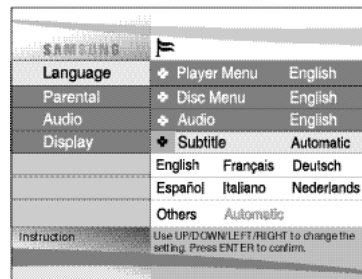 SAMSUNG
Language
Parental
Audio
Display
Player Menu English
Disc Menu English
Audio English
Subtitle Automatic
English Français Deutsch
Español Italiano Nederlands
Others Automatic
Instruction
Use UP/DOWN/LEFT/RIGHT to change the
setting. Press ENTER to confirm.